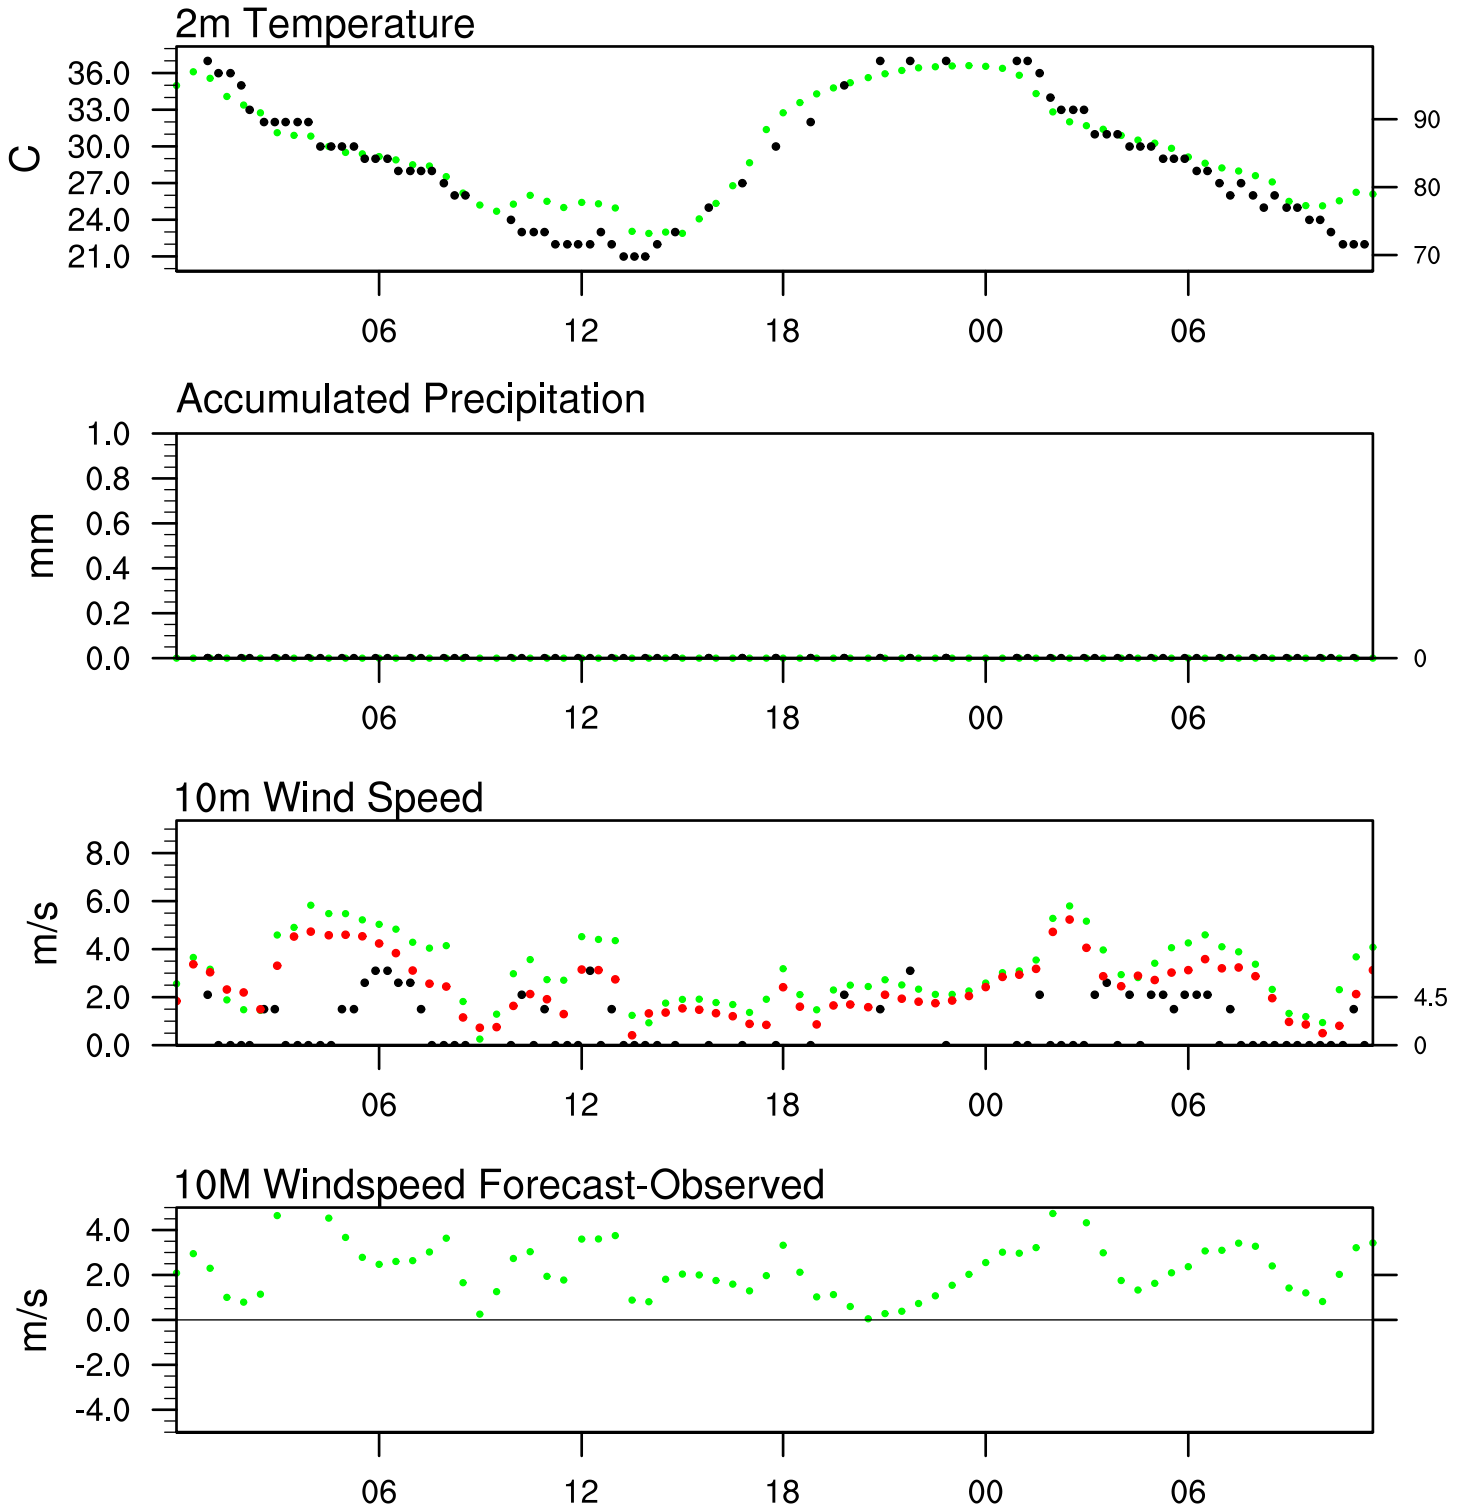 2m Temperature
36.0
33.0
30.0
27.0
24.0
21.0
C
90
80
70
06 12 18 00 06
Accumulated Precipitation
1.0
0.8
0.6
0.4
0.2
0.0
mm
0
06 12 18 00 06
10m Wind Speed
8.0
6.0
4.0
2.0
0.0
m/s
4.5
0
06 12 18 00 06
10M Windspeed Forecast-Observed
4.0
2.0
0.0
-2.0
-4.0
m/s
06 12 18 00 06